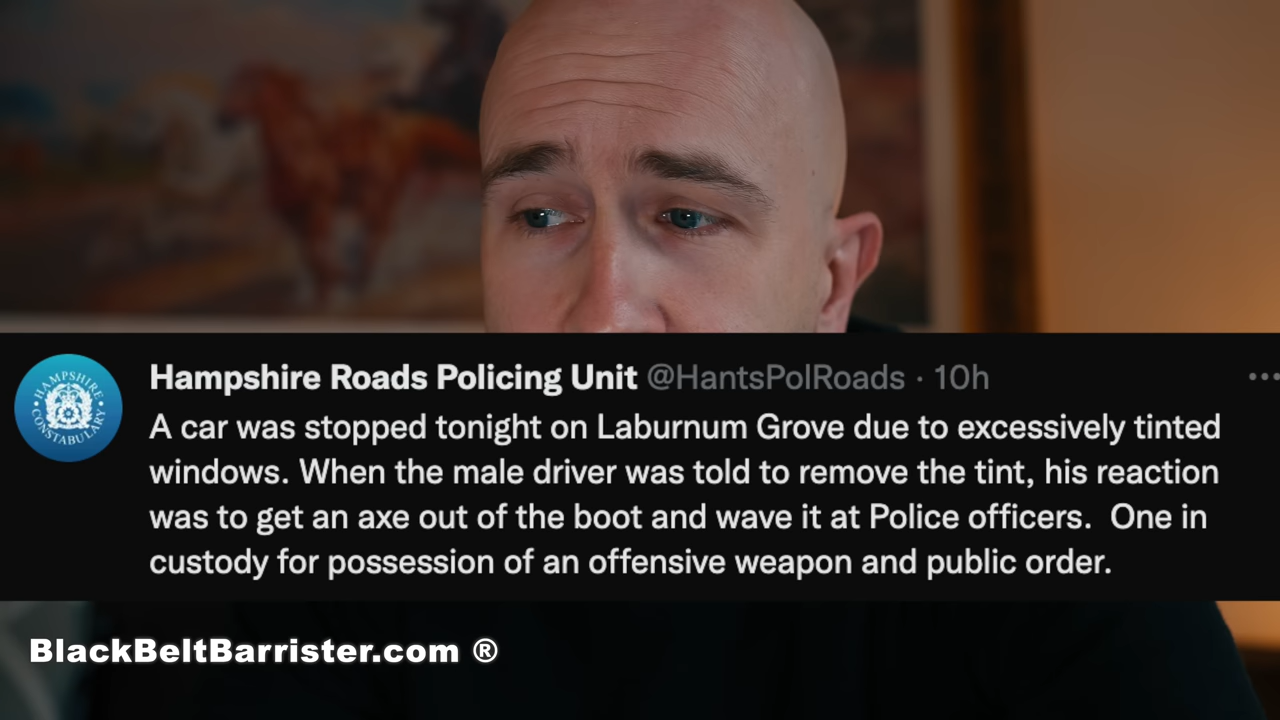 Hampshire Roads Policing Unit @HantsPolRoads · 10h ...
HAMPSHIRE
CONSTABULARY
A car was stopped tonight on Laburnum Grove due to excessively tinted
windows. When the male driver was told to remove the tint, his reaction
was to get an axe out of the boot and wave it at Police officers.  One in
custody for possession of an offensive weapon and public order.
BlackBeltBarrister.com ®